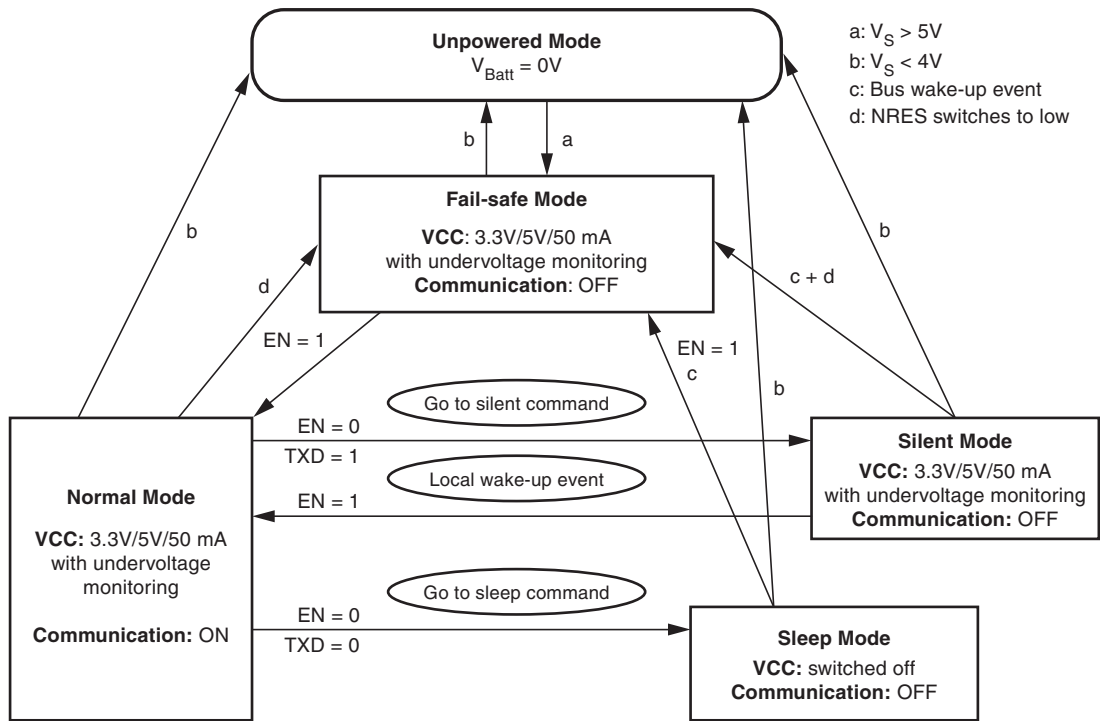 Unpowered Mode
V_Batt = 0V
a: V_S > 5V
b: V_S < 4V
c: Bus wake-up event
d: NRES switches to low
b
a
Fail-safe Mode
VCC: 3.3V/5V/50 mA
with undervoltage monitoring
Communication: OFF
b
b
d
c + d
EN = 1
EN = 1
c
b
Go to silent command
EN = 0
TXD = 1
Local wake-up event
EN = 1
Silent Mode
VCC: 3.3V/5V/50 mA
with undervoltage monitoring
Communication: OFF
Normal Mode
VCC: 3.3V/5V/50 mA
with undervoltage
monitoring
Communication: ON
Go to sleep command
EN = 0
TXD = 0
Sleep Mode
VCC: switched off
Communication: OFF